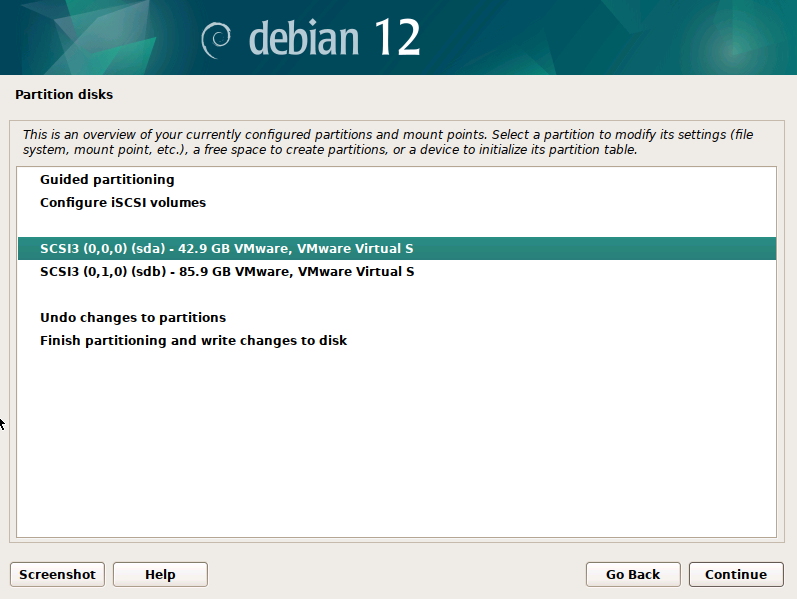 debian 12
Partition disks
This is an overview of your currently configured partitions and mount points. Select a partition to modify its settings (file
system, mount point, etc.), a free space to create partitions, or a device to initialize its partition table.
Guided partitioning
Configure iSCSI volumes
SCSI3 (0,0,0) (sda) - 42.9 GB VMware, VMware Virtual S
SCSI3 (0,1,0) (sdb) - 85.9 GB VMware, VMware Virtual S
Undo changes to partitions
Finish partitioning and write changes to disk
Screenshot Help Go Back Continue